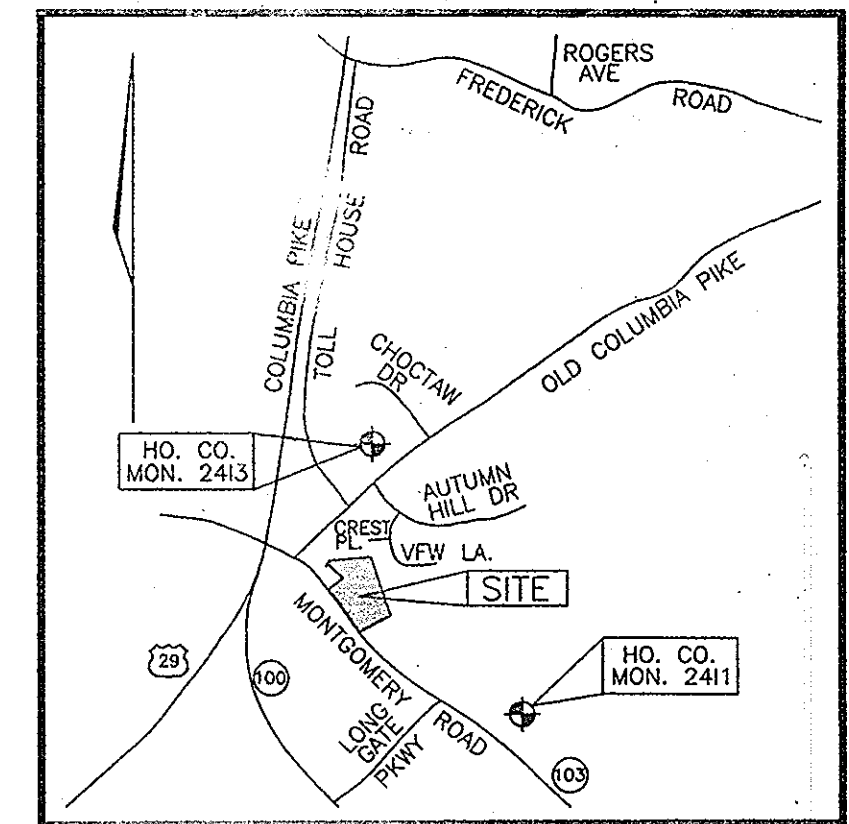 ROGERS
AVE
FREDERICK
ROAD
COLUMBIA PIKE
TOLL HOUSE ROAD
OLD COLUMBIA PIKE
CHOCTAW
DR
HO. CO.
MON. 2413
AUTUMN
HILL DR
CREST
PL.
VFW LA.
SITE
MONTGOMERY ROAD
29
100
HO. CO.
MON. 2411
LONG
GATE
PKWY
103